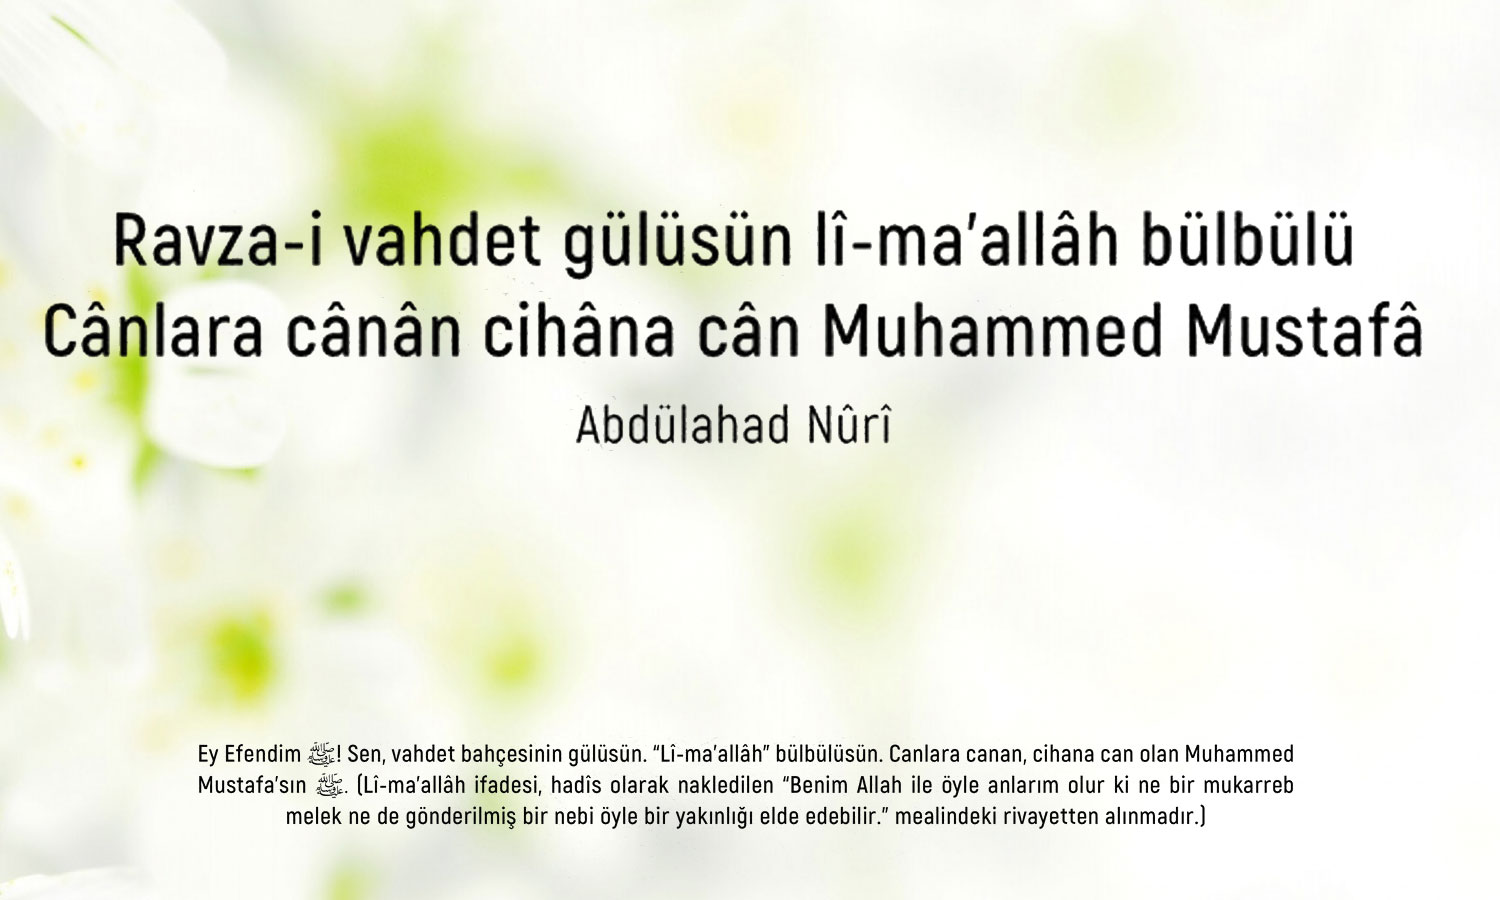 Ravza-i vahdet gülüsün lî-ma’allâh bülbülü
Cânlara cânân cihâna cân Muhammed Mustafâ
Abdülahad Nûrî
Ey Efendim ﷺ! Sen, vahdet bahçesinin gülüsün. “Lî-ma’allâh” bülbülüsün. Canlara canan, cihana can olan Muhammed
Mustafa’sın ﷺ. (Lî-ma’allâh ifadesi, hadîs olarak nakledilen “Benim Allah ile öyle anlarım olur ki ne bir mukarreb
melek ne de gönderilmiş bir nebi öyle bir yakınlığı elde edebilir.” mealindeki rivayetten alınmadır.)